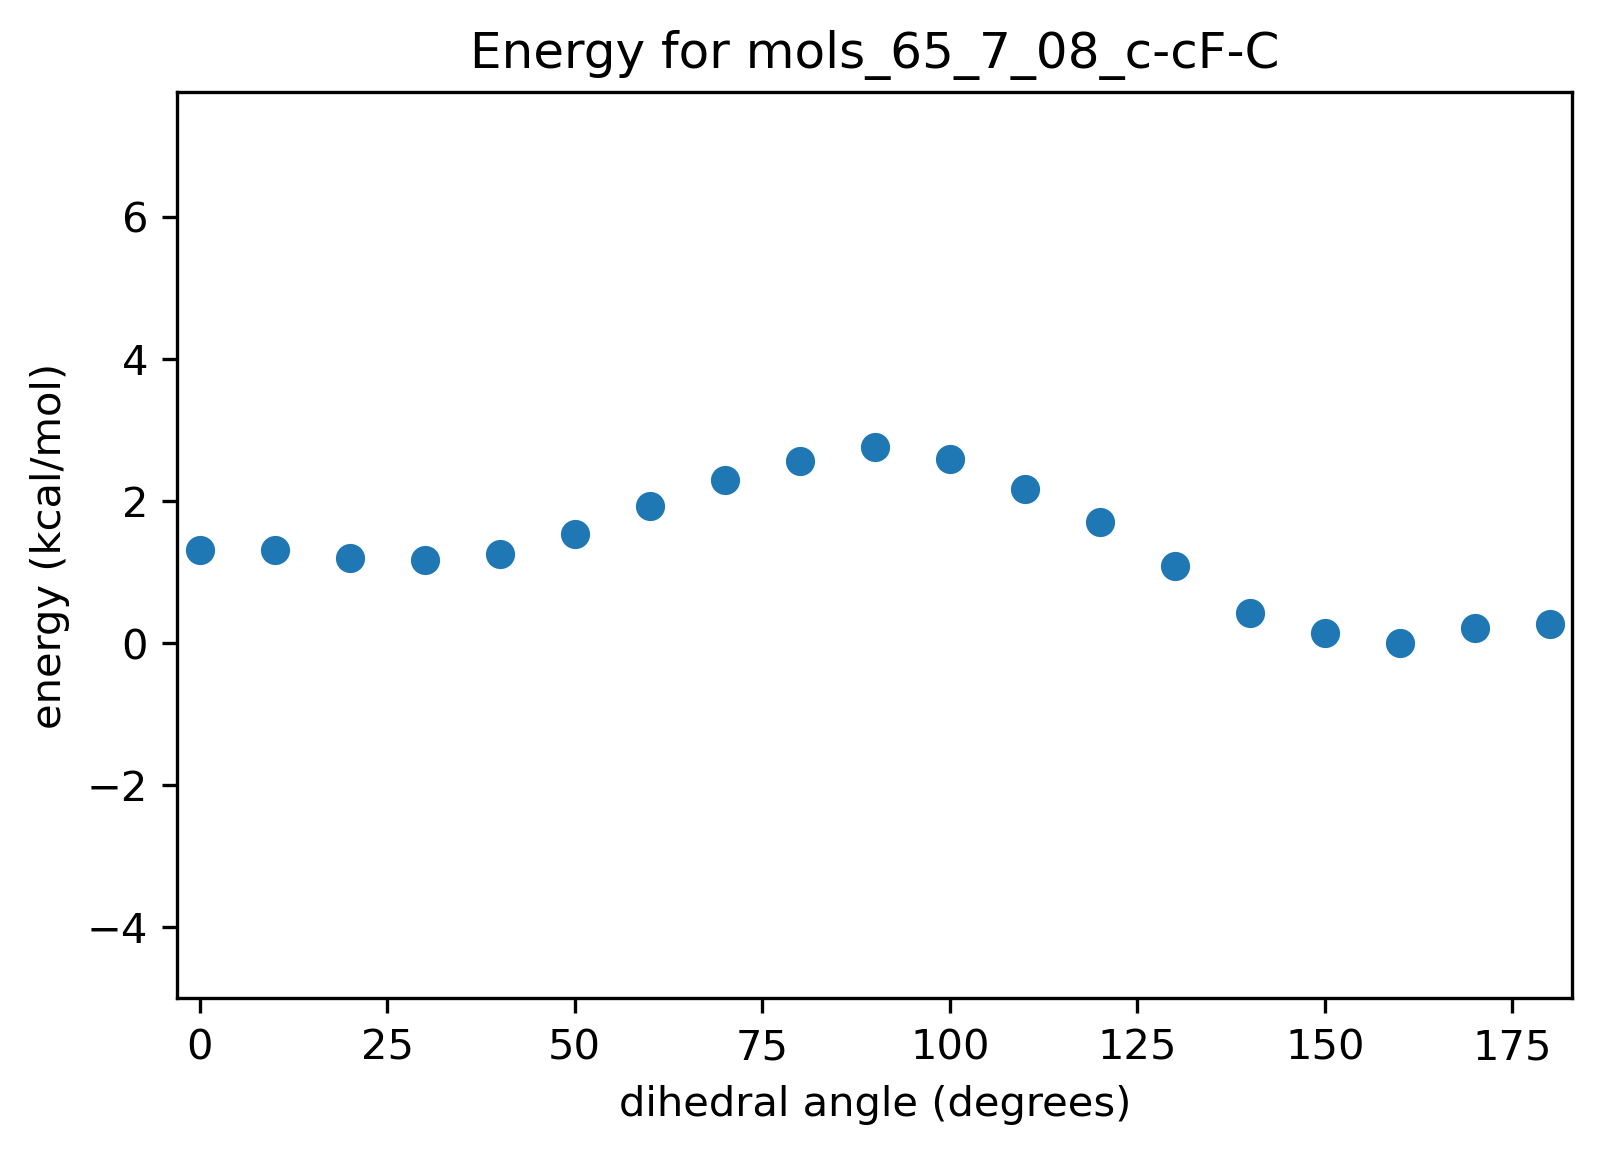 Energy for mols_65_7_08_c-cF-C
energy (kcal/mol)
6
4
2
0
−2
−4
0 25 50 75 100 125 150 175
dihedral angle (degrees)